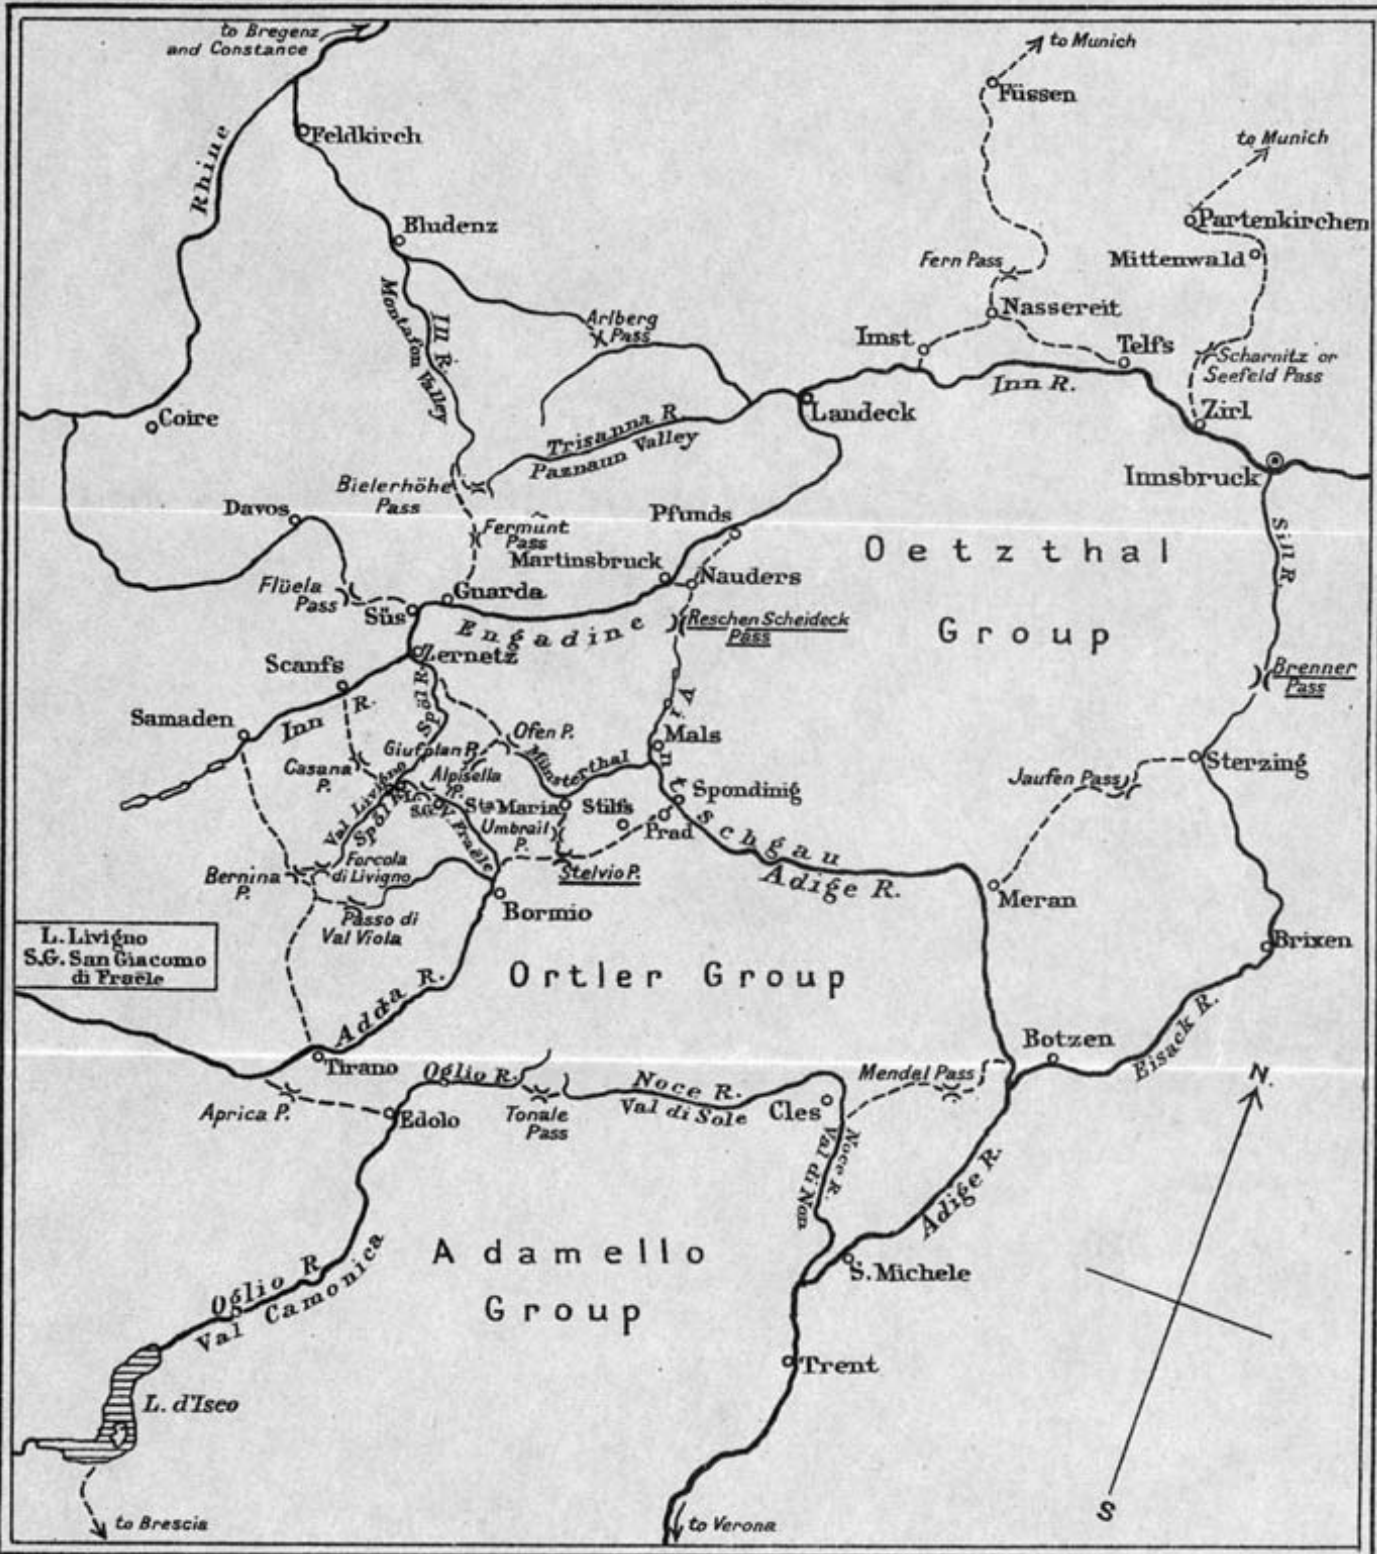 to Bregenz
and Constance
to Munich
Füssen
to Munich
Rhine
Feldkirch
Bludenz
Partenkirchen
Mittenwald
Fern Pass
Nassereit
Montafon Valley
Ill R.
Arlberg
Pass
Imst
Telfs
Scharnitz or
Seefeld Pass
Inn R.
Zirl
Coire
Landeck
Trisanna R.
Paznaun Valley
Innsbruck
Bielerhöhe
Pass
Davos
Fermunt
Pass
Pfunds
Oetzthal
Group
Sill R.
Martinsbruck
Nauders
Flüela
Pass
Guarda
Süs
Engadine
Reschen Scheideck
Pass
Zernetz
Scanfs
Brenner
Pass
Samaden
Inn R.
Spöl R.
Ofen P.
Mals
Vintschgau
Giufplan P.
Münsterthal
Sterzing
Casana
P.
Alpisella
P.
Jaufen Pass
Val Livigno
Spöl R.
L.
S.G.
V. Fraële
Sta Maria
Stilfs
Spondinig
Umbrail
P.
Prad
Stelvio P.
Adige R.
Bernina
P.
Forcola
di Livigno
Meran
Bormio
Passo di
Val Viola
L. Livigno
S.G. San Giacomo
di Fraële
Brixen
Ortler Group
Adda R.
Tirano
Botzen
Eisack R.
Oglio R.
Noce R.
Val di Sole
Mendel Pass
N.
Aprica P.
Edolo
Tonale
Pass
Cles
Noce R.
Val di Non
Adige R.
Adamello
Group
S. Michele
Oglio R.
Val Camonica
Trent
L. d'Iseo
S
to Brescia
to Verona